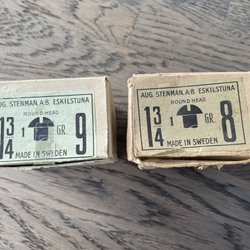 AUG. STENMAN. A.-B. ESKILSTUNA
ROUND HEAD
1 3/4 1 GR. 9
MADE IN SWEDEN
AUG. STENMAN. A.-B. ESKILSTUNA
ROUND HEAD
1 3/4 1 GR. 8
MADE IN SWEDEN